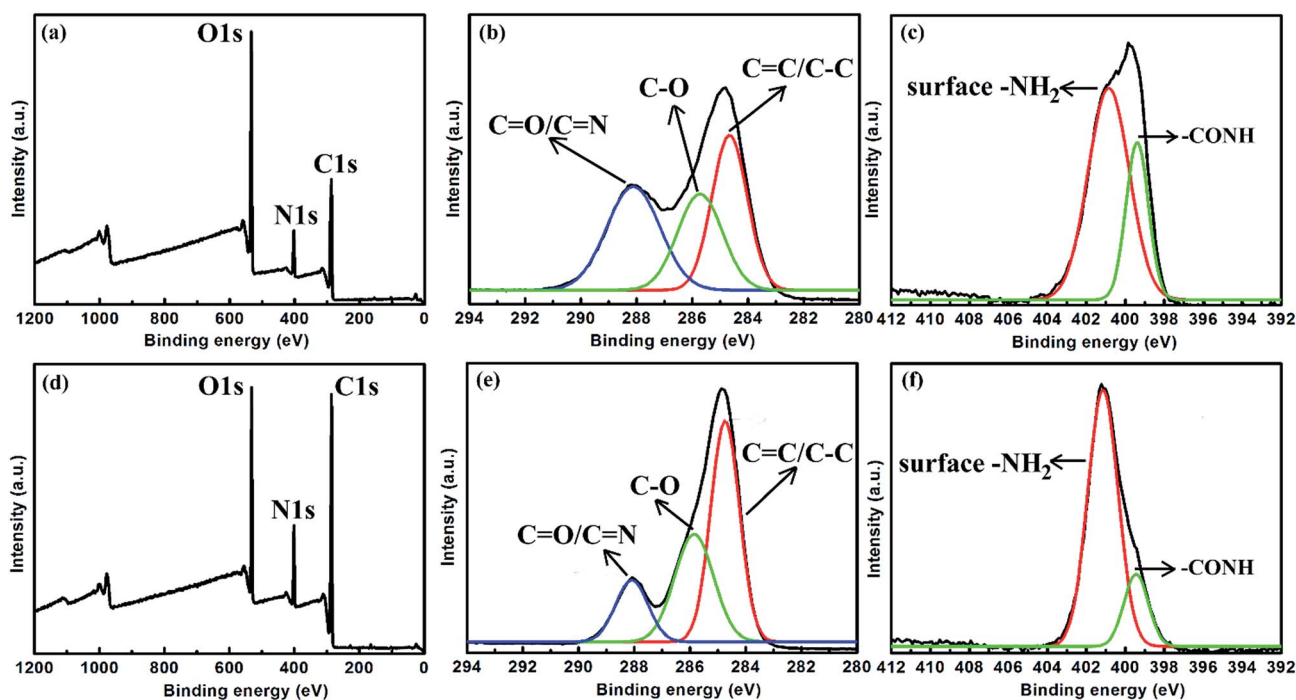 (a)
O1s
C1s
N1s
Intensity (a.u.)
1200 1000 800 600 400 200 0
Binding energy (eV)
(b)
C=C/C-C
C-O
C=O/C=N
Intensity (a.u.)
294 292 290 288 286 284 282 280
Binding energy (eV)
(c)
surface -NH₂
-CONH
Intensity (a.u.)
412 410 408 406 404 402 400 398 396 394 392
Binding energy (eV)
(d)
O1s
C1s
N1s
Intensity (a.u.)
1200 1000 800 600 400 200 0
Binding energy (eV)
(e)
C=C/C-C
C-O
C=O/C=N
Intensity (a.u.)
294 292 290 288 286 284 282 280
Binding energy (eV)
(f)
surface -NH₂
-CONH
Intensity (a.u.)
412 410 408 406 404 402 400 398 396 394 392
Binding energy (eV)